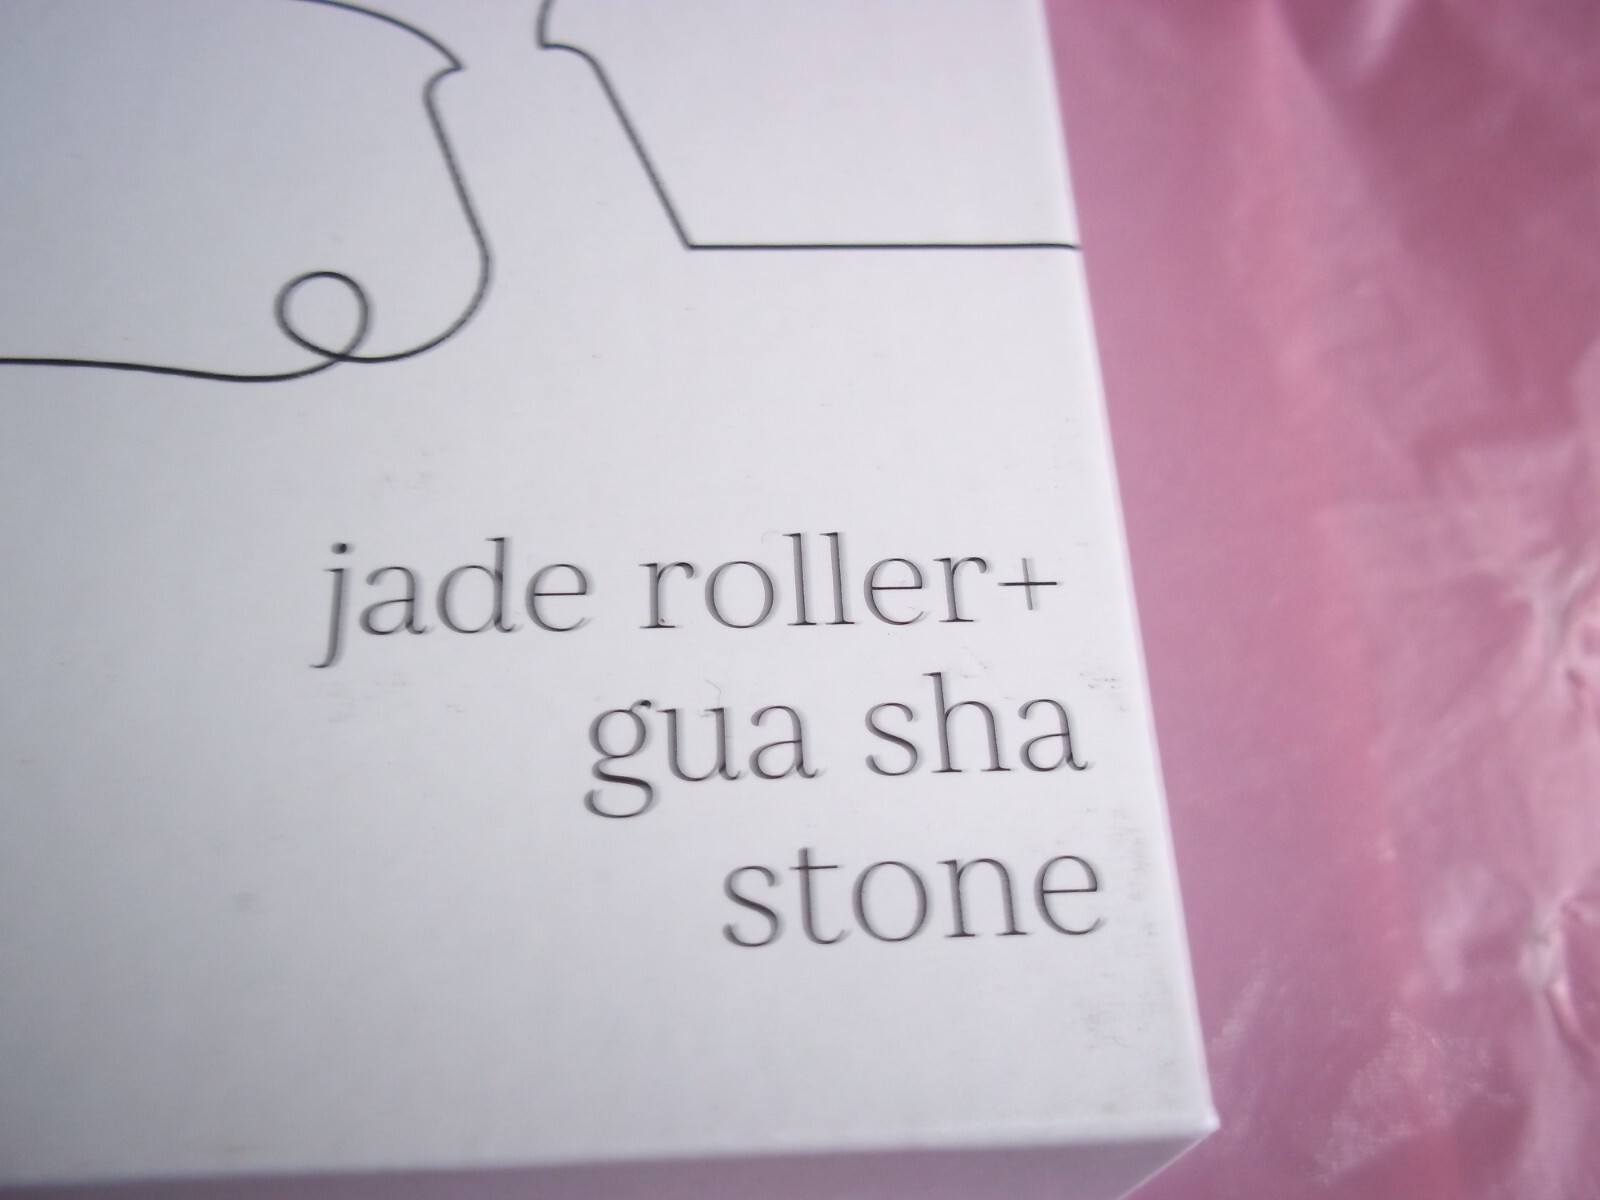 jade roller+
gua sha
stone